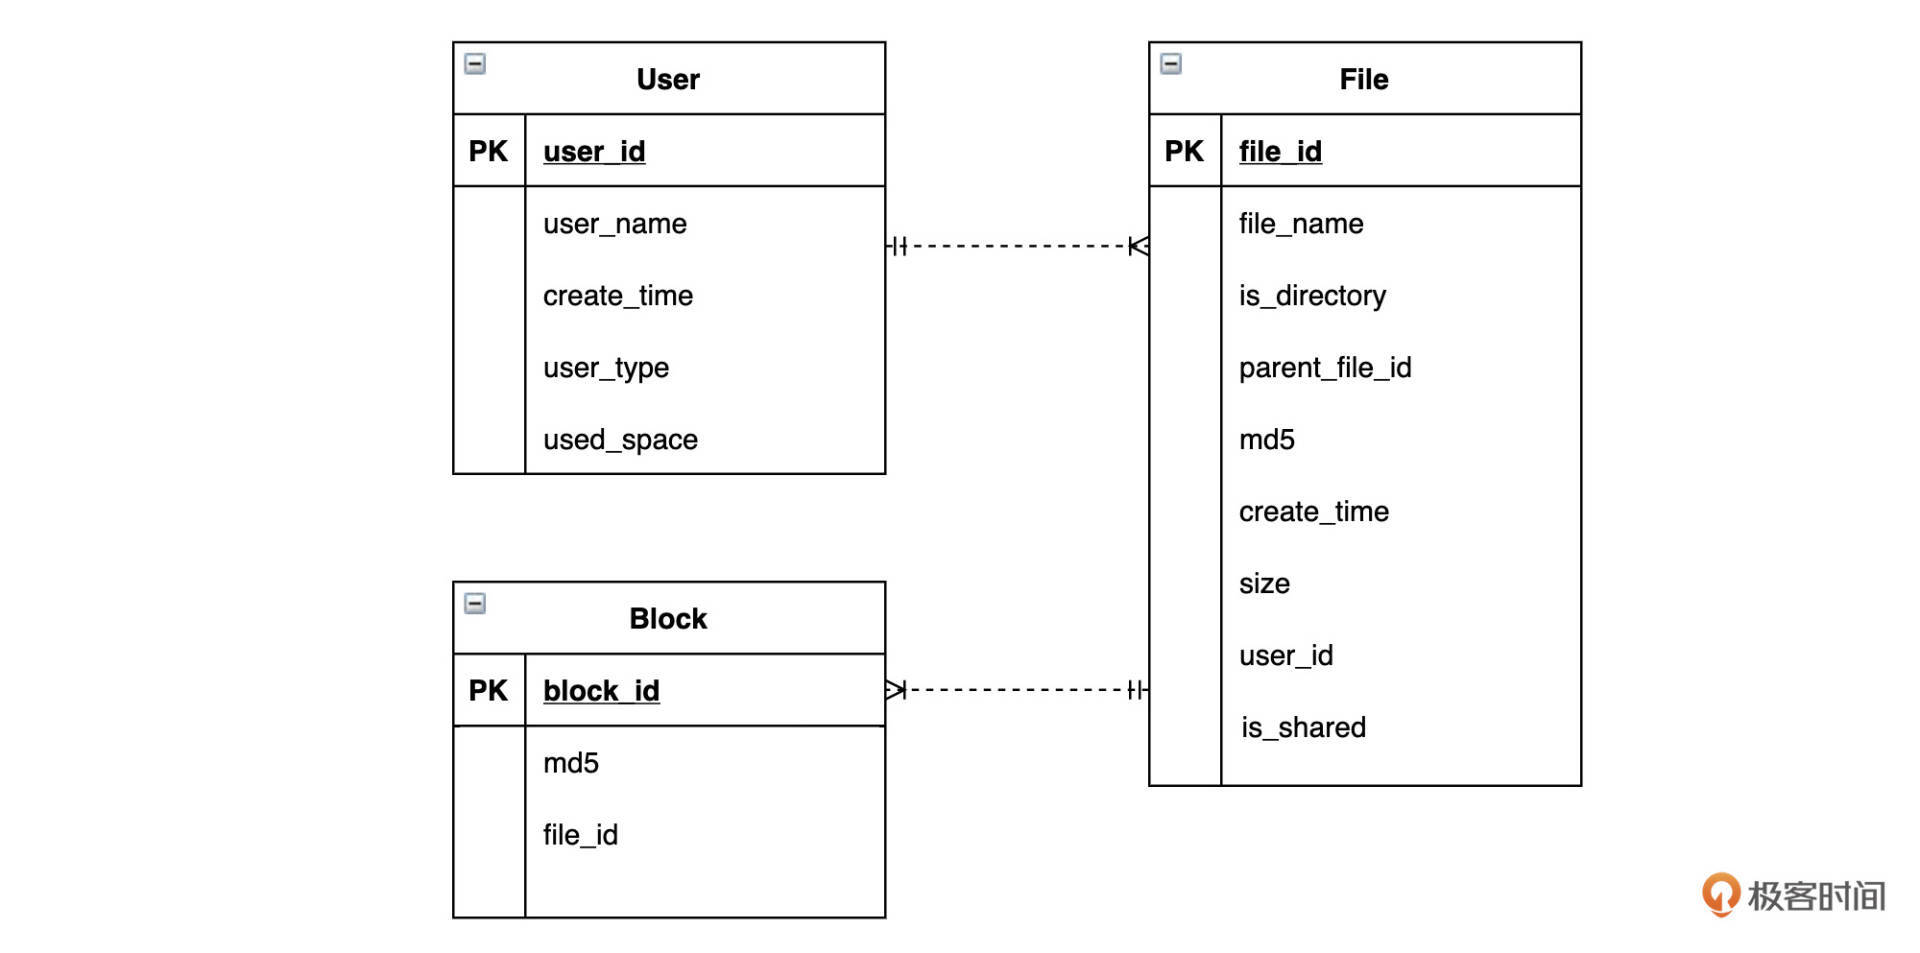 User
PK user_id
user_name
create_time
user_type
used_space
File
PK file_id
file_name
is_directory
parent_file_id
md5
create_time
size
user_id
is_shared
Block
PK block_id
md5
file_id
极客时间